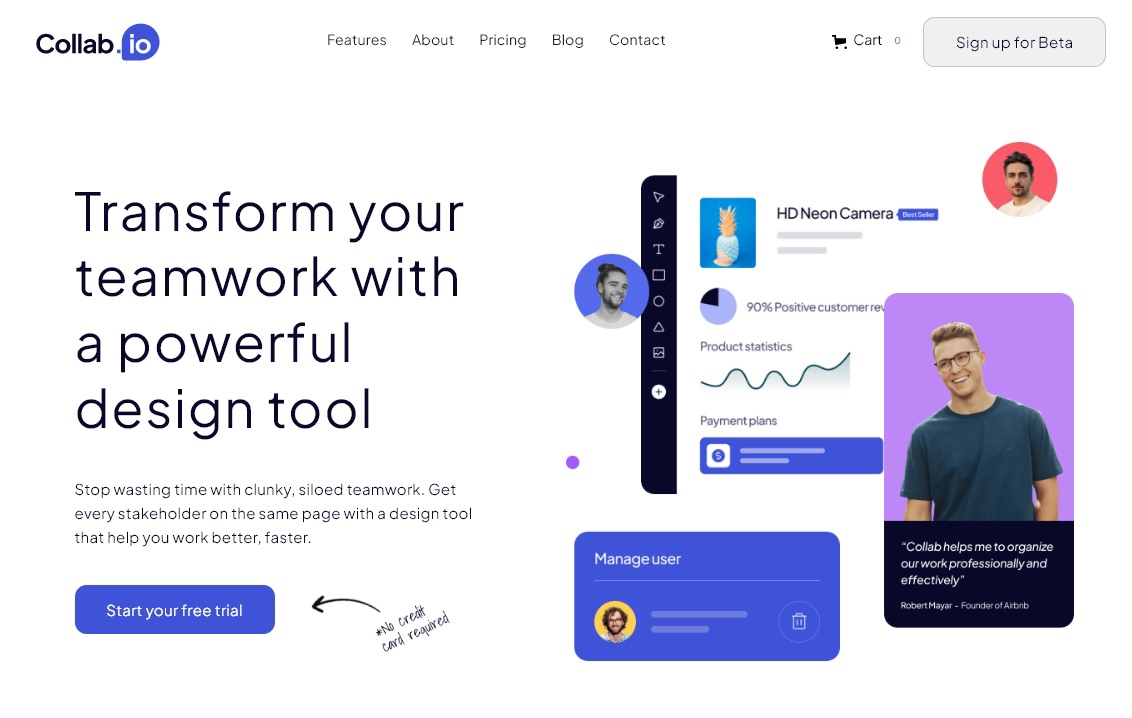 Collab.io
Features About Pricing Blog Contact
Cart 0
Sign up for Beta
Transform your
teamwork with
a powerful
design tool
Stop wasting time with clunky, siloed teamwork. Get
every stakeholder on the same page with a design tool
that help you work better, faster.
Start your free trial
*No credit
card required
HD Neon Camera
Best Seller
90% Positive customer rev
Product statistics
Payment plans
$
Manage user
“Collab helps me to organize
our work professionally and
effectively”
Robert Mayar - Founder of Airbnb